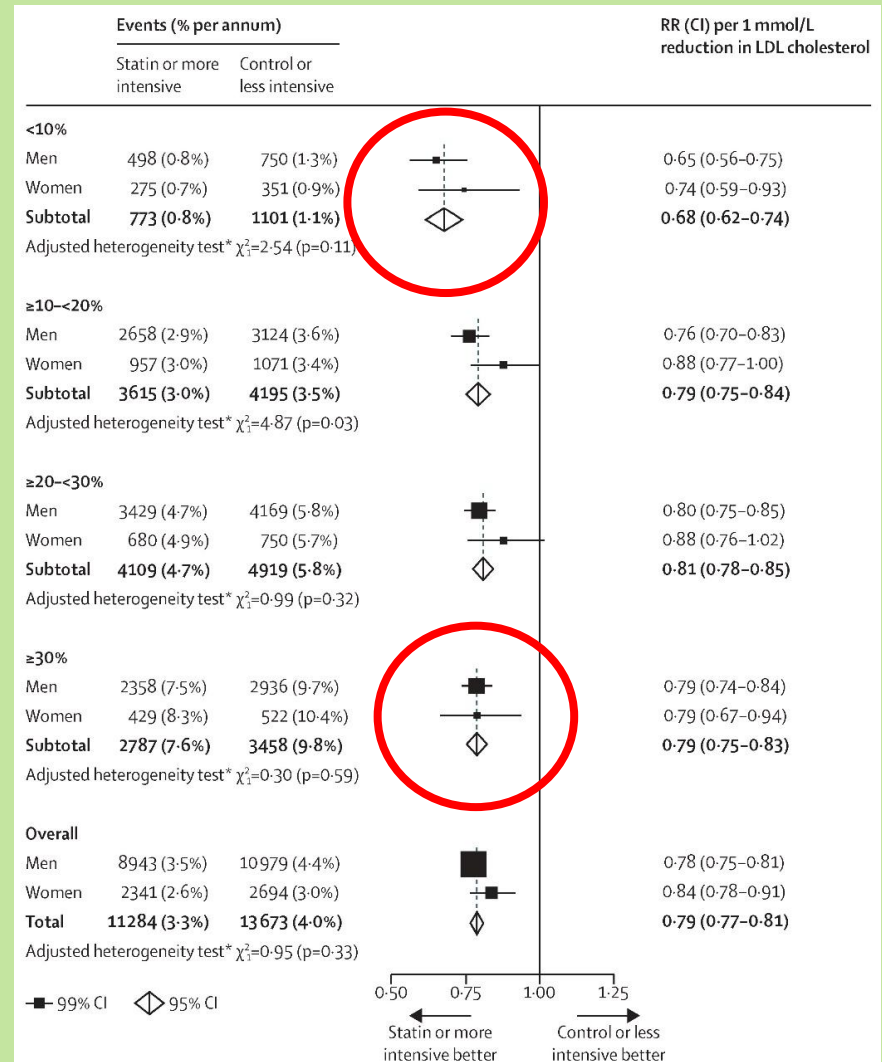 Events (% per annum) RR (CI) per 1 mmol/L
reduction in LDL cholesterol
Statin or more Control or
intensive less intensive
<10%
Men 498 (0·8%) 750 (1·3%) 0·65 (0·56–0·75)
Women 275 (0·7%) 351 (0·9%) 0·74 (0·59–0·93)
Subtotal 773 (0·8%) 1101 (1·1%) 0·68 (0·62–0·74)
Adjusted heterogeneity test* χ²₁=2·54 (p=0·11)
≥10–<20%
Men 2658 (2·9%) 3124 (3·6%) 0·76 (0·70–0·83)
Women 957 (3·0%) 1071 (3·4%) 0·88 (0·77–1·00)
Subtotal 3615 (3·0%) 4195 (3·5%) 0·79 (0·75–0·84)
Adjusted heterogeneity test* χ²₁=4·87 (p=0·03)
≥20–<30%
Men 3429 (4·7%) 4169 (5·8%) 0·80 (0·75–0·85)
Women 680 (4·9%) 750 (5·7%) 0·88 (0·76–1·02)
Subtotal 4109 (4·7%) 4919 (5·8%) 0·81 (0·78–0·85)
Adjusted heterogeneity test* χ²₁=0·99 (p=0·32)
≥30%
Men 2358 (7·5%) 2936 (9·7%) 0·79 (0·74–0·84)
Women 429 (8·3%) 522 (10·4%) 0·79 (0·67–0·94)
Subtotal 2787 (7·6%) 3458 (9·8%) 0·79 (0·75–0·83)
Adjusted heterogeneity test* χ²₁=0·30 (p=0·59)
Overall
Men 8943 (3·5%) 10979 (4·4%) 0·78 (0·75–0·81)
Women 2341 (2·6%) 2694 (3·0%) 0·84 (0·78–0·91)
Total 11284 (3·3%) 13673 (4·0%) 0·79 (0·77–0·81)
Adjusted heterogeneity test* χ²₁=0·95 (p=0·33)
0·50 0·75 1·00 1·25
99% CI 95% CI
Statin or more Control or less
intensive better intensive better